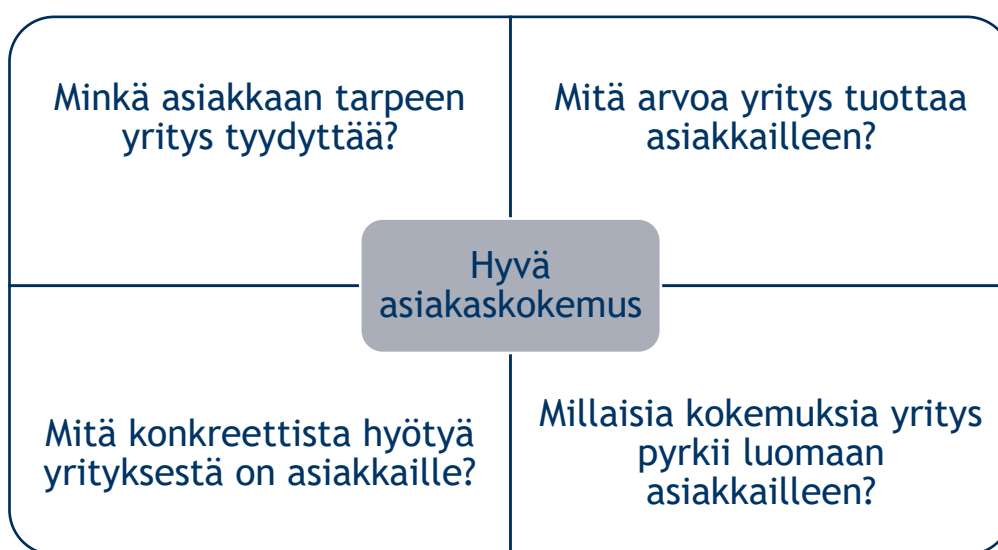 Minkä asiakkaan tarpeen
yritys tyydyttää?
Mitä arvoa yritys tuottaa
asiakkailleen?
Hyvä
asiakaskokemus
Mitä konkreettista hyötyä
yrityksestä on asiakkaille?
Millaisia kokemuksia yritys
pyrkii luomaan
asiakkailleen?